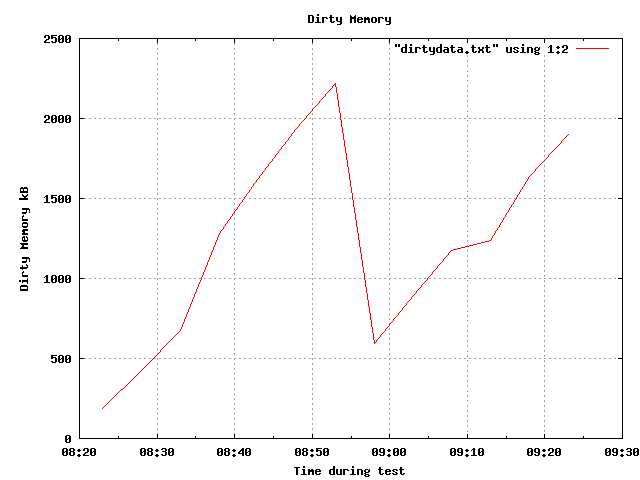 Dirty Memory
"dirtydata.txt" using 1:2
2500
2000
1500
1000
500
0
Dirty Memory kB
08:20 08:30 08:40 08:50 09:00 09:10 09:20 09:30
Time during test